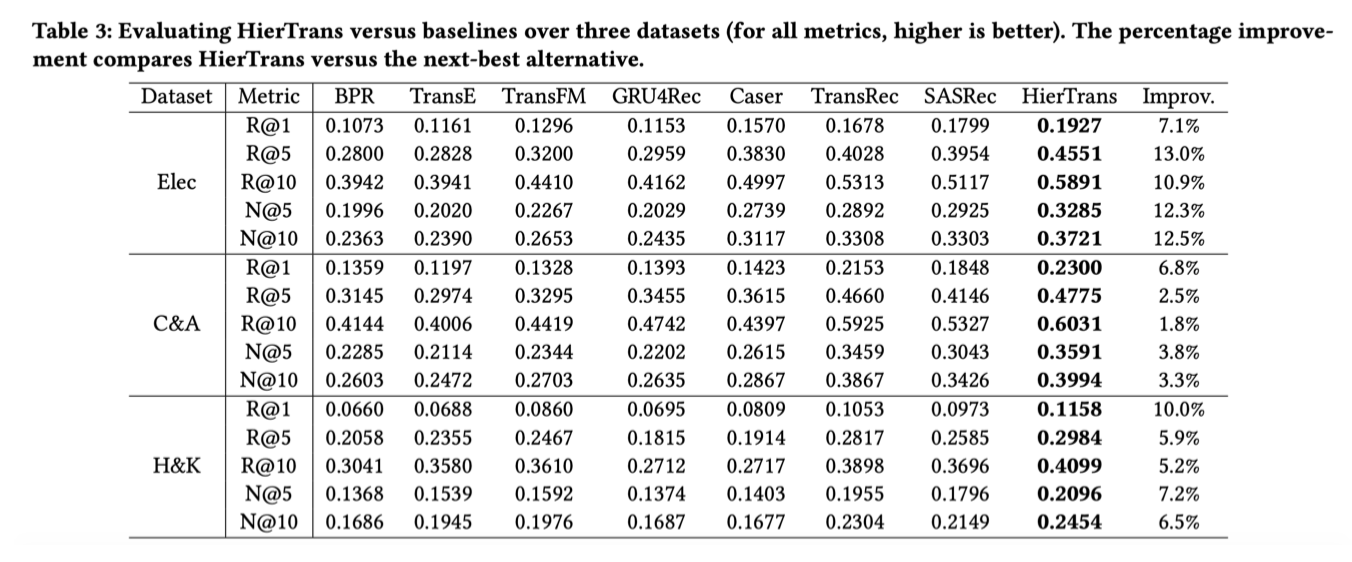 Table 3: Evaluating HierTrans versus baselines over three datasets (for all metrics, higher is better). The percentage improve-
ment compares HierTrans versus the next-best alternative.
Dataset Metric BPR TransE TransFM GRU4Rec Caser TransRec SASRec HierTrans Improv.
R@1 0.1073 0.1161 0.1296 0.1153 0.1570 0.1678 0.1799 0.1927 7.1%
R@5 0.2800 0.2828 0.3200 0.2959 0.3830 0.4028 0.3954 0.4551 13.0%
Elec R@10 0.3942 0.3941 0.4410 0.4162 0.4997 0.5313 0.5117 0.5891 10.9%
N@5 0.1996 0.2020 0.2267 0.2029 0.2739 0.2892 0.2925 0.3285 12.3%
N@10 0.2363 0.2390 0.2653 0.2435 0.3117 0.3308 0.3303 0.3721 12.5%
R@1 0.1359 0.1197 0.1328 0.1393 0.1423 0.2153 0.1848 0.2300 6.8%
R@5 0.3145 0.2974 0.3295 0.3455 0.3615 0.4660 0.4146 0.4775 2.5%
C&A R@10 0.4144 0.4006 0.4419 0.4742 0.4397 0.5925 0.5327 0.6031 1.8%
N@5 0.2285 0.2114 0.2344 0.2202 0.2615 0.3459 0.3043 0.3591 3.8%
N@10 0.2603 0.2472 0.2703 0.2635 0.2867 0.3867 0.3426 0.3994 3.3%
R@1 0.0660 0.0688 0.0860 0.0695 0.0809 0.1053 0.0973 0.1158 10.0%
R@5 0.2058 0.2355 0.2467 0.1815 0.1914 0.2817 0.2585 0.2984 5.9%
H&K R@10 0.3041 0.3580 0.3610 0.2712 0.2717 0.3898 0.3696 0.4099 5.2%
N@5 0.1368 0.1539 0.1592 0.1374 0.1403 0.1955 0.1796 0.2096 7.2%
N@10 0.1686 0.1945 0.1976 0.1687 0.1677 0.2304 0.2149 0.2454 6.5%